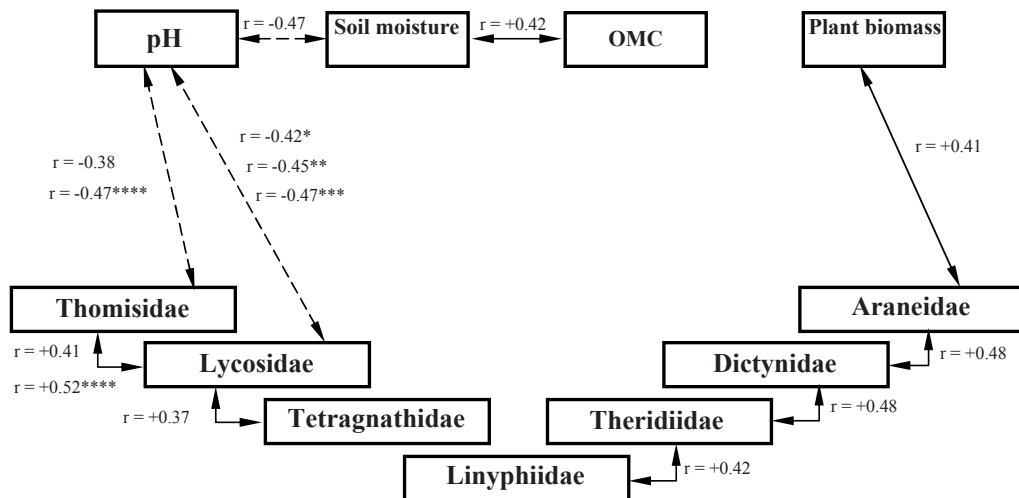 r = -0.47
pH
Soil moisture
r = +0.42
OMC
Plant biomass
r = -0.42*
r = -0.45**
r = -0.47***
r = -0.38
r = -0.47****
r = +0.41
Thomisidae
Araneidae
r = +0.41
r = +0.52****
Lycosidae
Dictynidae
r = +0.48
r = +0.37
Tetragnathidae
Theridiidae
r = +0.48
Linyphiidae
r = +0.42